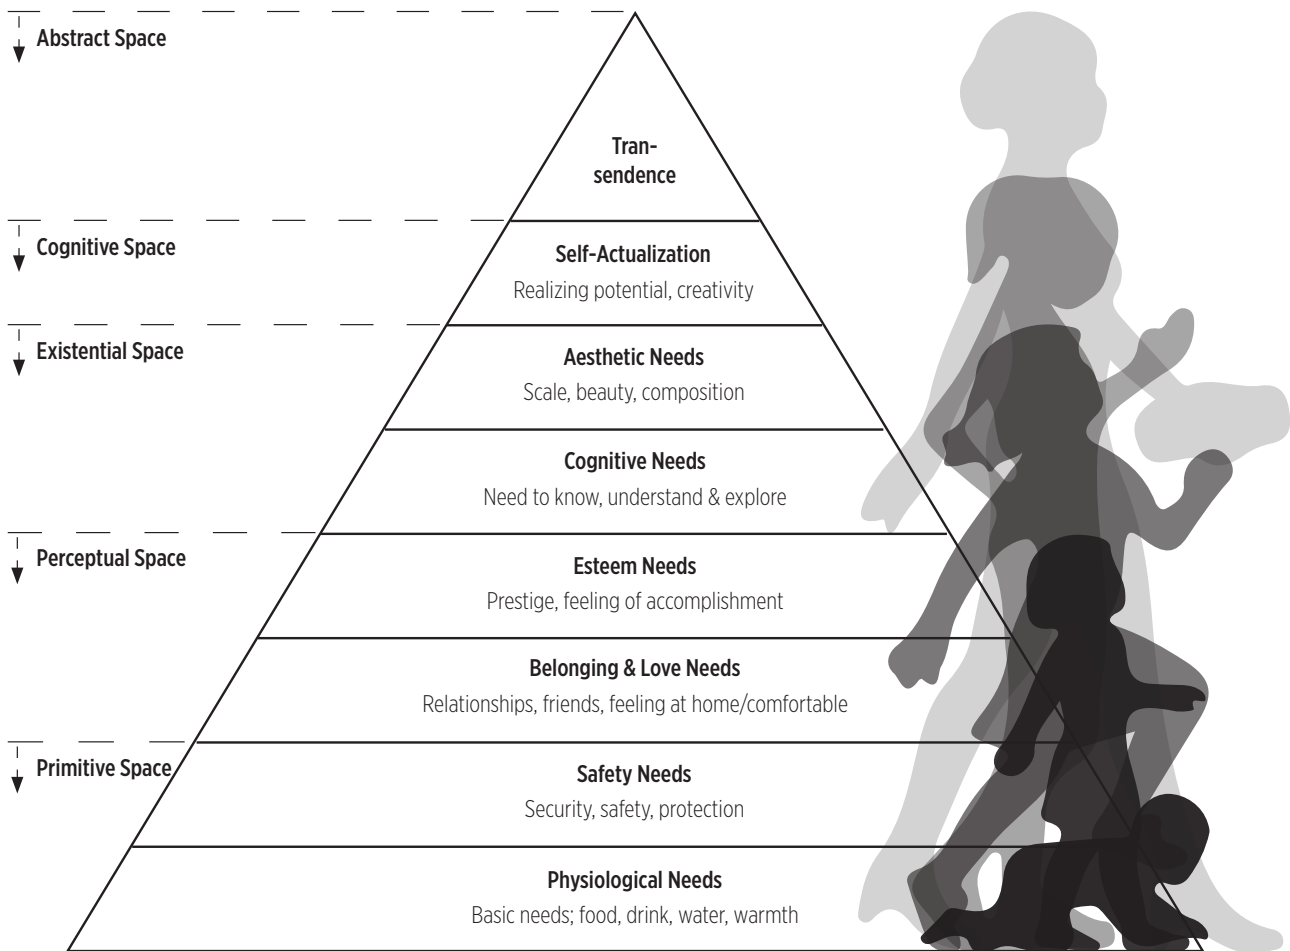 Abstract Space
Tran-
sendence
Cognitive Space
Self-Actualization
Realizing potential, creativity
Existential Space
Aesthetic Needs
Scale, beauty, composition
Cognitive Needs
Need to know, understand & explore
Perceptual Space
Esteem Needs
Prestige, feeling of accomplishment
Belonging & Love Needs
Relationships, friends, feeling at home/comfortable
Primitive Space
Safety Needs
Security, safety, protection
Physiological Needs
Basic needs; food, drink, water, warmth